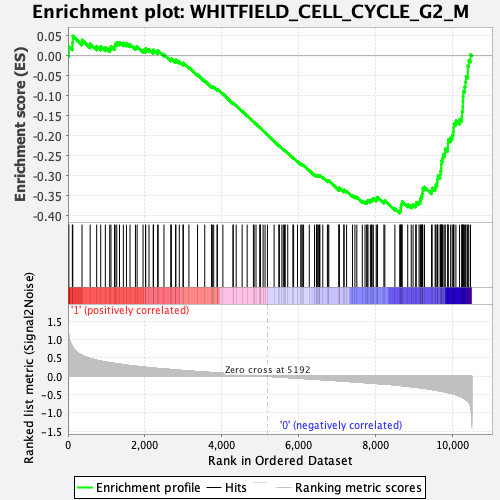 Enrichment plot: WHITFIELD_CELL_CYCLE_G2_M
Enrichment score (ES)
0.05
0.00
-0.05
-0.10
-0.15
-0.20
-0.25
-0.30
-0.35
-0.40
'1' (positively correlated)
Ranked list metric (Signal2Noise)
1.5
1.0
0.5
0.0
-0.5
-1.0
-1.5
Zero cross at 5192
'0' (negatively correlated)
0
2,000
4,000
6,000
8,000
10,000
Rank in Ordered Dataset
Enrichment profile
Hits
Ranking metric scores